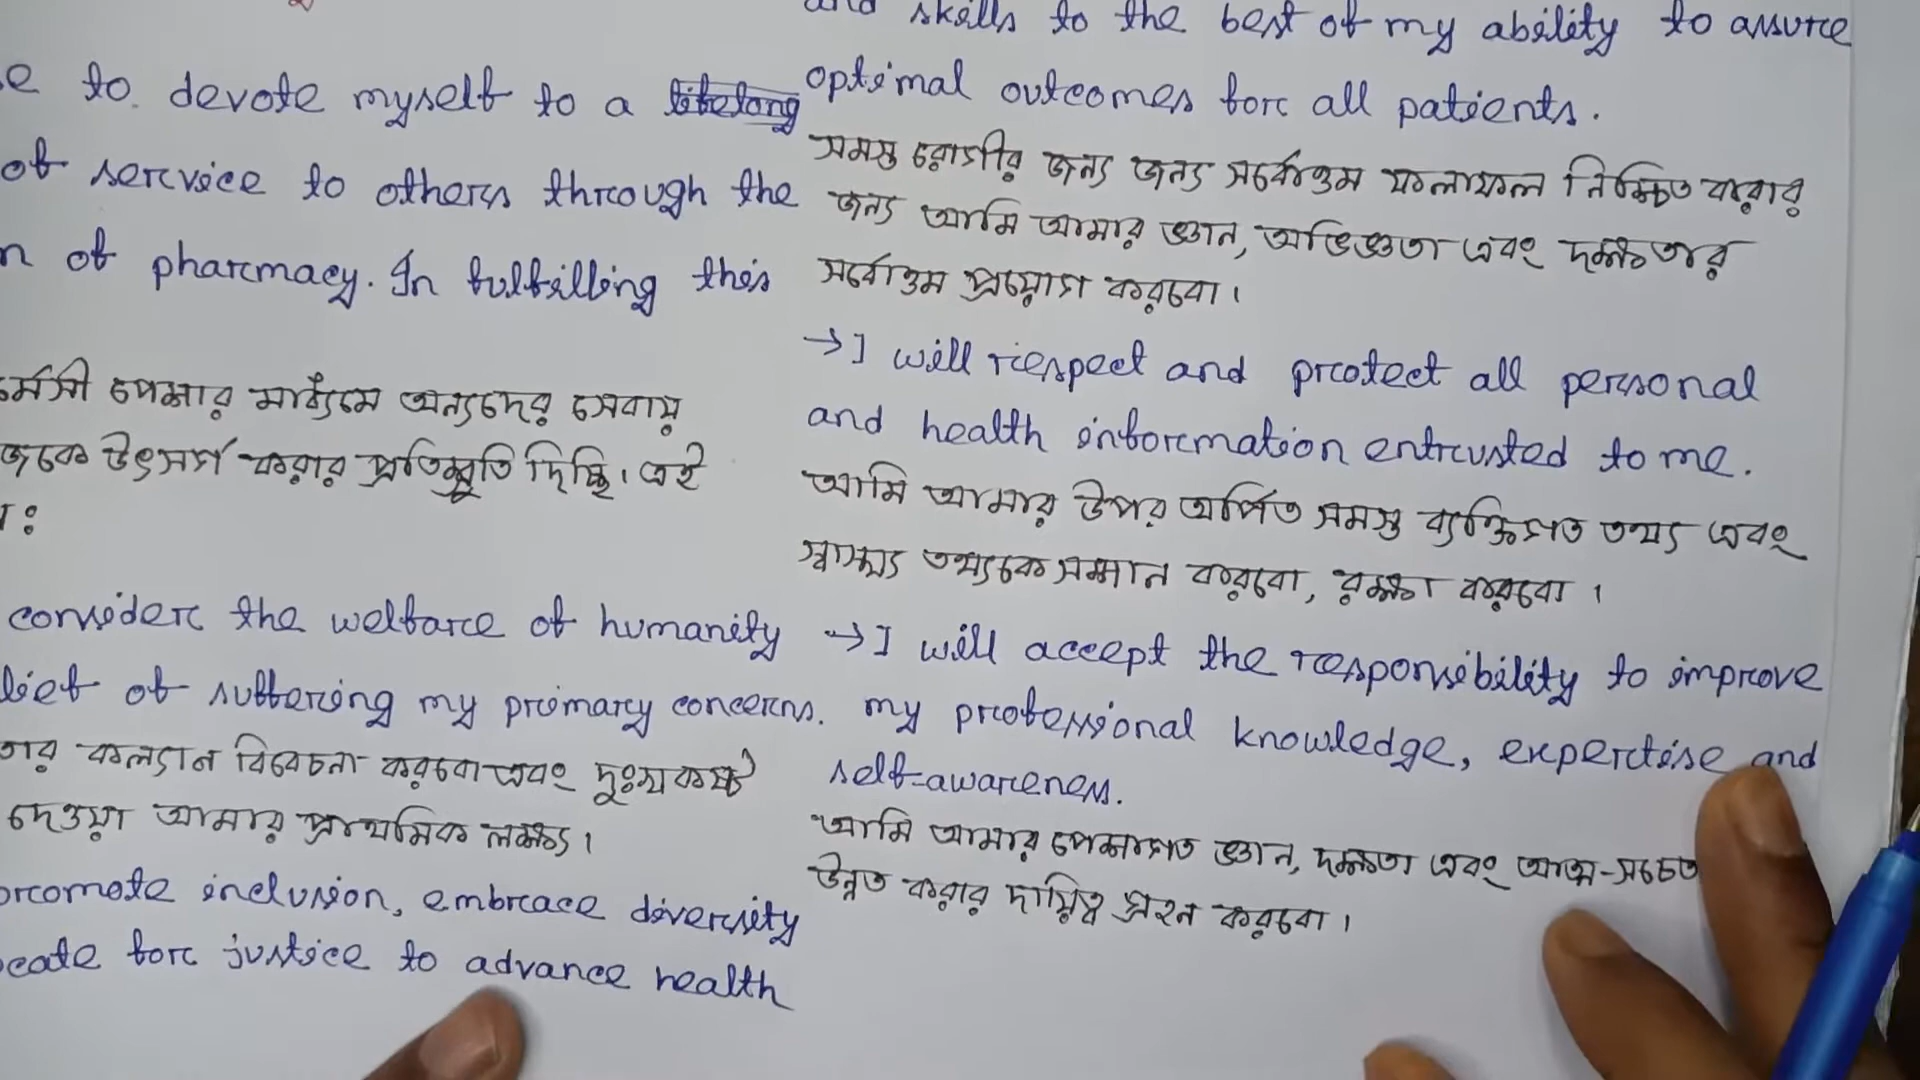 e to devote myself to a lifelong
of service to others through the
n of pharmacy. In fulfilling this
র্মেসী পেশার মাধ্যমে অন্যদের সেবায়
জেকে উৎসর্গ করার প্রতিশ্রুতি দিচ্ছি। এই
:
consider the welfare of humanity
lief of suffering my primary concerns.
তার কল্যান বিবেচনা করবো এবং দুঃখকষ্ট
দেওয়া আমার প্রাথমিক লক্ষ্য।
promote inclusion, embrace diversity
cate for justice to advance health
and skills to the best of my ability to assure
optimal outcomes for all patients.
সমস্ত রোগীর জন্য জন্য সর্বোত্তম ফলাফল নিশ্চিত করার
জন্য আমি আমার জ্ঞান, অভিজ্ঞতা এবং দক্ষতার
সর্বোত্তম প্রয়োগ করবো।
→ I will respect and protect all personal
and health information entrusted to me.
আমি আমার উপর অর্পিত সমস্ত ব্যক্তিগত তথ্য এবং
স্বাস্থ্য তথ্যকে সম্মান করবো, রক্ষা করবো।
→ I will accept the responsibility to improve
my professional knowledge, expertise and
self-awareness.
আমি আমার পেশাগত জ্ঞান, দক্ষতা এবং আত্ম-সচেত
উন্নত করার দায়িত্ব গ্রহন করবো।